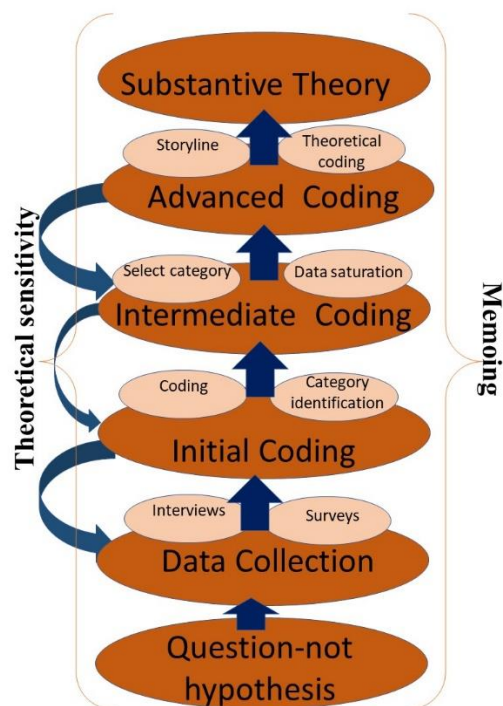 Substantive Theory
Storyline
Theoretical
coding
Advanced Coding
Select category
Data saturation
Intermediate Coding
Coding
Category
identification
Initial Coding
Interviews
Surveys
Data Collection
Question-not
hypothesis
Theoretical sensitivity
Memoing